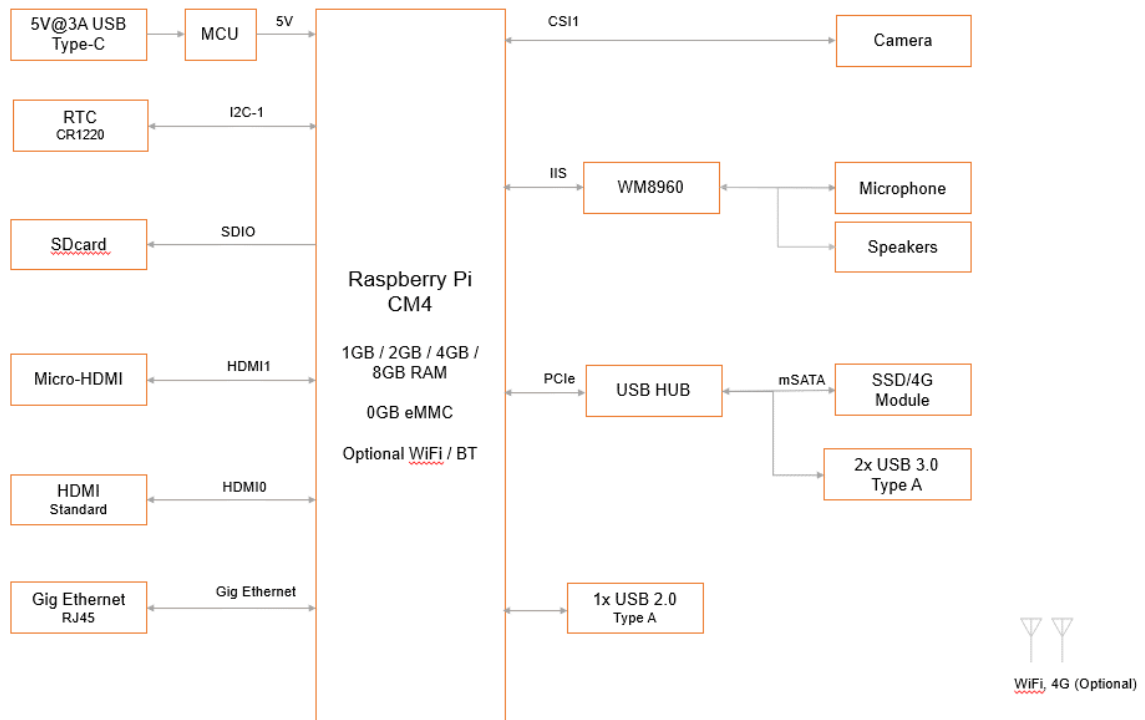 5V@3A USB
Type-C
MCU
5V
CSI1
Camera
RTC
CR1220
I2C-1
IIS
WM8960
Microphone
Speakers
SDcard
SDIO
Raspberry Pi
CM4
1GB / 2GB / 4GB /
8GB RAM
0GB eMMC
Optional WiFi / BT
Micro-HDMI
HDMI1
PCIe
USB HUB
mSATA
SSD/4G
Module
2x USB 3.0
Type A
HDMI
Standard
HDMI0
Gig Ethernet
RJ45
Gig Ethernet
1x USB 2.0
Type A
WiFi, 4G (Optional)